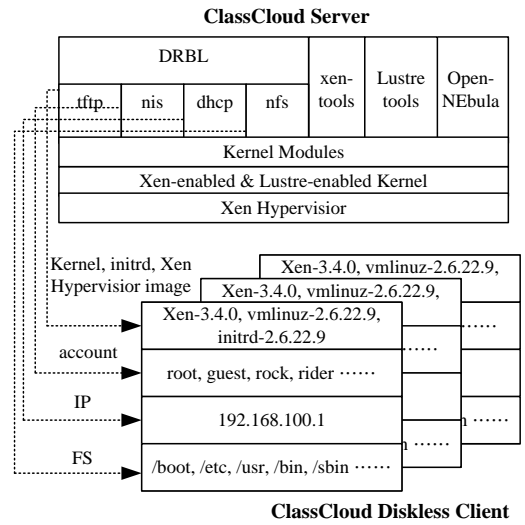 ClassCloud Server
DRBL
xen-
tools
Lustre
tools
Open-
NEbula
tftp
nis
dhcp
nfs
Kernel Modules
Xen-enabled & Lustre-enabled Kernel
Xen Hypervisior
Kernel, initrd, Xen
Hypervisior image
Xen-3.4.0, vmlinuz-2.6.22.9,
Xen-3.4.0, vmlinuz-2.6.22.9,
Xen-3.4.0, vmlinuz-2.6.22.9,
initrd-2.6.22.9
account
root, guest, rock, rider ······
IP
192.168.100.1
FS
/boot, /etc, /usr, /bin, /sbin ······
ClassCloud Diskless Client